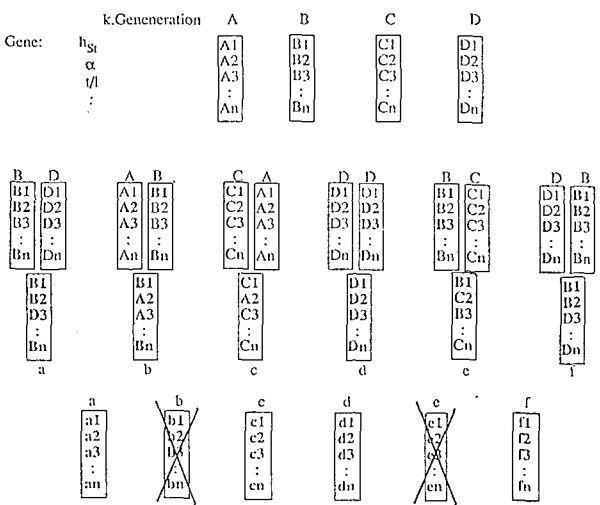 k.Geneneration A B C D
Gene: h_St A1 B1 C1 D1
α A2 B2 C2 D2
t/l A3 B3 C3 D3
: : : : :
An Bn Cn Dn
B D A B C A D D B C D B
B1 D1 A1 B1 C1 A1 D1 D1 B1 C1 D1 B1
B2 D2 A2 B2 C2 A2 D2 D2 B2 C2 D2 B2
B3 D3 A3 B3 C3 A3 D3 D3 B3 C3 D3 B3
: : : : : : : : : : : :
Bn Dn An Bn Cn An Dn Dn Bn Cn Dn Bn
B1 B1 C1 D1 B1 B1
B2 A2 A2 D2 C2 B2
D3 A3 C3 D3 B3 D3
: : : : : :
Bn Bn Cn Dn Cn Dn
a b c d e f
a b c d e f
a1 b1 c1 d1 e1 f1
a2 b2 c2 d2 e2 f2
a3 b3 c3 d3 e3 f3
: : : : : :
an bn cn dn en fn